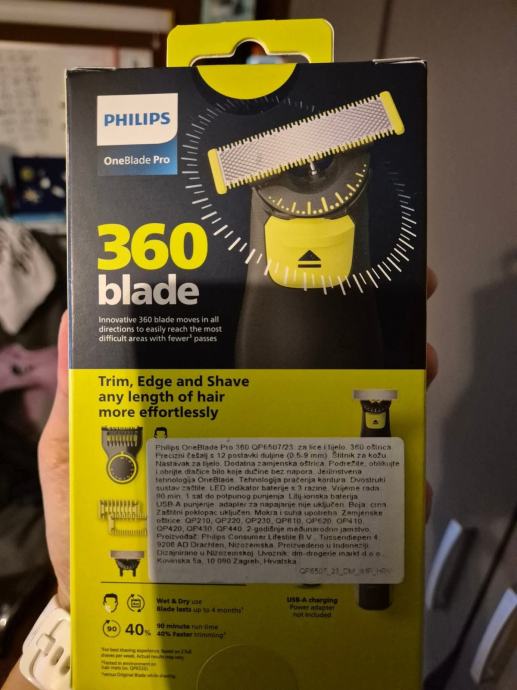 PHILIPS
OneBlade Pro
360
blade
Innovative 360 blade moves in all
directions to easily reach the most
difficult areas with fewer¹ passes
Trim, Edge and Shave
any length of hair
more effortlessly
Philips OneBlade Pro 360 QP6507/23, za lice i tijelo. 360 oštrica.
Precizni češalj s 12 postavki duljine (0.5-9 mm). Štitnik za kožu.
Nastavak za tijelo. Dodatna zamjenska oštrica. Podrežite, oblikujte
i obrijte dlačice bilo koje dužine bez napora. Jedinstvena
tehnologija OneBlade. Tehnologija praćenja kontura. Dvostruki
sustav zaštite. LED indikator baterije s 3 razine. Vrijeme rada
90 min, 1 sat do potpunog punjenja. Litij-ionska baterija.
USB-A punjenje, adapter za napajanje nije uključen. Boja: crna
Zaštitni poklopac uključen. Mokra i suha upotreba. Zamjenske
oštrice: QP210, QP220, QP230, QP610, QP620, QP410,
QP420, QP430, QP440. 2-godišnje međunarodno jamstvo.
Proizvođač: Philips Consumer Lifestile B.V., Tussendiepen 4,
9206 AD Drachten, Nizozemska. Proizvedeno u Indoneziji.
Dizajnirano u Nizozemskoj. Uvoznik: dm-drogerie markt d.o.o.,
Kovinska 5a, 10 090 Zagreb, Hrvatska.
QP6507_23_DM_IMP_HRV
Wet & Dry use
Blade lasts up to 4 months²
90
40%
90 minute run time
40% Faster trimming³
USB-A charging
Power adapter
not included